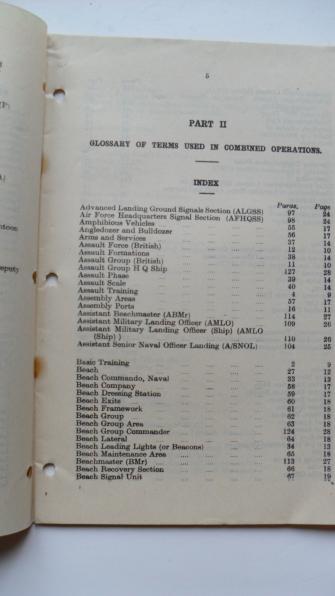 (P)
A)
toon
eputy
5
PART II
GLOSSARY OF TERMS USED IN COMBINED OPERATIONS.
INDEX
Paras. Page
Advanced Landing Ground Signals Section (ALGSS) 97 24
Air Force Headquarters Signal Section (AFHQSS) 98 24
Amphibious Vehicles .... .... .... .... 55 17
Angledozer and Bulldozer .... .... .... 56 17
Arms and Services .... .... .... .... 37 14
Assault Force (British) .... .... .... 12 10
Assault Formations .... .... .... .... 38 14
Assault Group (British) .... .... .... 11 10
Assault Group H Q Ship .... .... .... 127 28
Assault Phase .... .... .... .... 39 14
Assault Scale .... .... .... .... 40 14
Assault Training .... .... .... .... 4 9
Assembly Areas .... .... .... .... 57 17
Assembly Ports .... .... .... .... 16 11
Assistant Beachmaster (ABMr) .... .... 114 27
Assistant Military Landing Officer (AMLO) .... 109 26
Assistant Military Landing Officer (Ship) (AMLO
(Ship) ) .... .... .... .... 110 26
Assistant Senior Naval Officer Landing (A/SNOL) 104 25
Basic Training .... .... .... .... 2 9
Beach .... .... .... .... 27 12
Beach Commando, Naval .... .... .... 33 13
Beach Company .... .... .... .... 58 17
Beach Dressing Station .... .... .... 59 17
Beach Exits .... .... .... .... 60 18
Beach Framework .... .... .... .... 61 18
Beach Group .... .... .... .... 62 18
Beach Group Area .... .... .... .... 63 18
Beach Group Commander .... .... .... 124 28
Beach Lateral .... .... .... .... 64 18
Beach Leading Lights (or Beacons) .... .... 34 13
Beach Maintenance Area .... .... .... 65 18
Beachmaster (BMr) .... .... .... .... 113 27
Beach Recovery Section .... .... .... 66 18
Beach Signal Unit .... .... .... .... 67 19